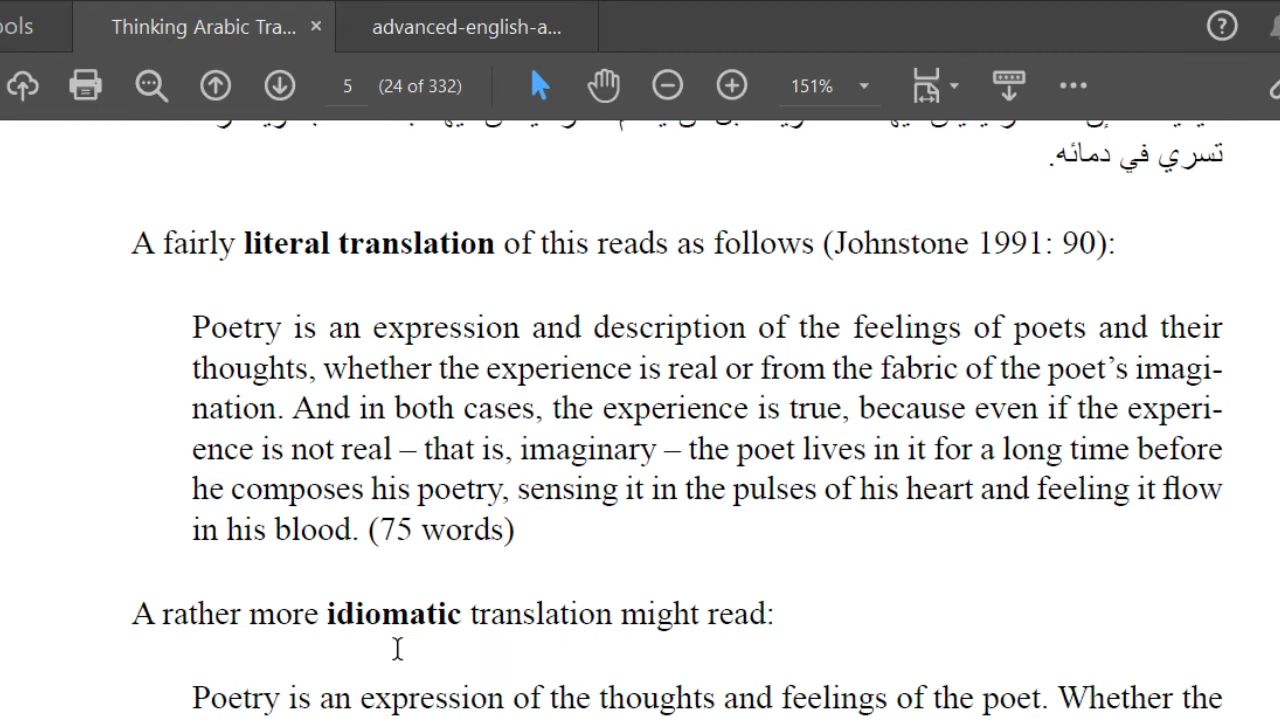 ools
Thinking Arabic Tra... ×
advanced-english-a...
?
5 (24 of 332)
151%
تسري في دمائه.
A fairly literal translation of this reads as follows (Johnstone 1991: 90):
Poetry is an expression and description of the feelings of poets and their
thoughts, whether the experience is real or from the fabric of the poet’s imagi-
nation. And in both cases, the experience is true, because even if the experi-
ence is not real – that is, imaginary – the poet lives in it for a long time before
he composes his poetry, sensing it in the pulses of his heart and feeling it flow
in his blood. (75 words)
A rather more idiomatic translation might read:
Poetry is an expression of the thoughts and feelings of the poet. Whether the